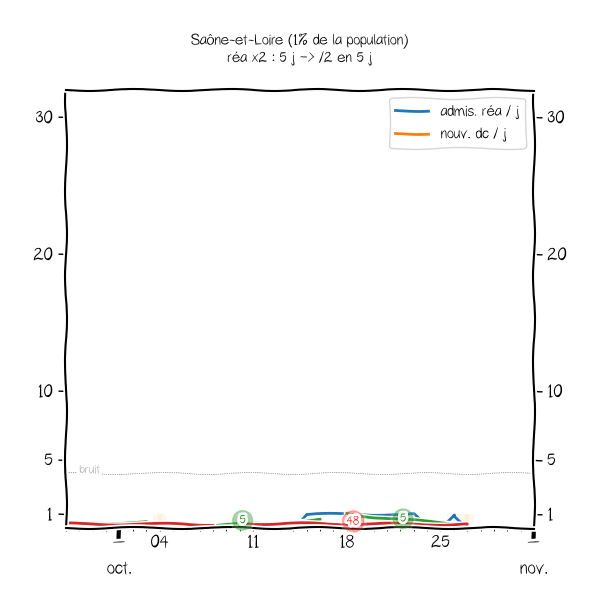 Saône-et-Loire (1% de la population)
réa x2 : 5 j -> /2 en 5 j
admis. réa / j
nouv. dc / j
30
30
20
20
10
10
5
5
bruit
1
1
5
48
5
04
11
18
25
oct.
nov.